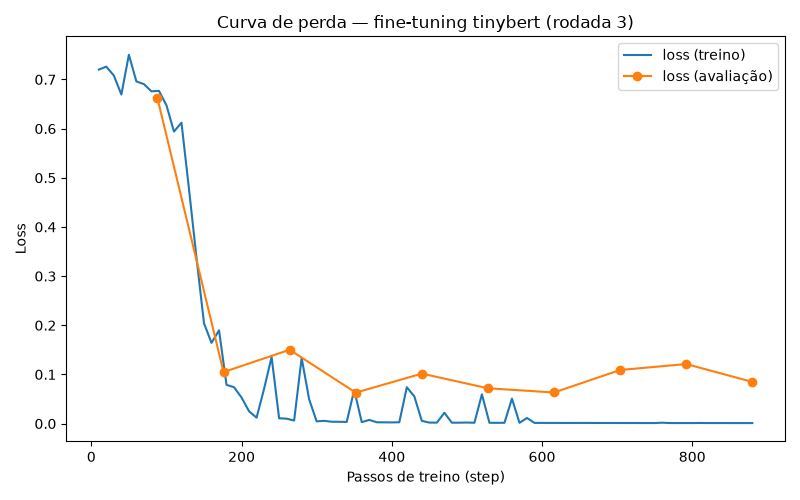 Curva de perda — fine-tuning tinybert (rodada 3)
loss (treino)
loss (avaliação)
Loss
0.7
0.6
0.5
0.4
0.3
0.2
0.1
0.0
0 200 400 600 800
Passos de treino (step)